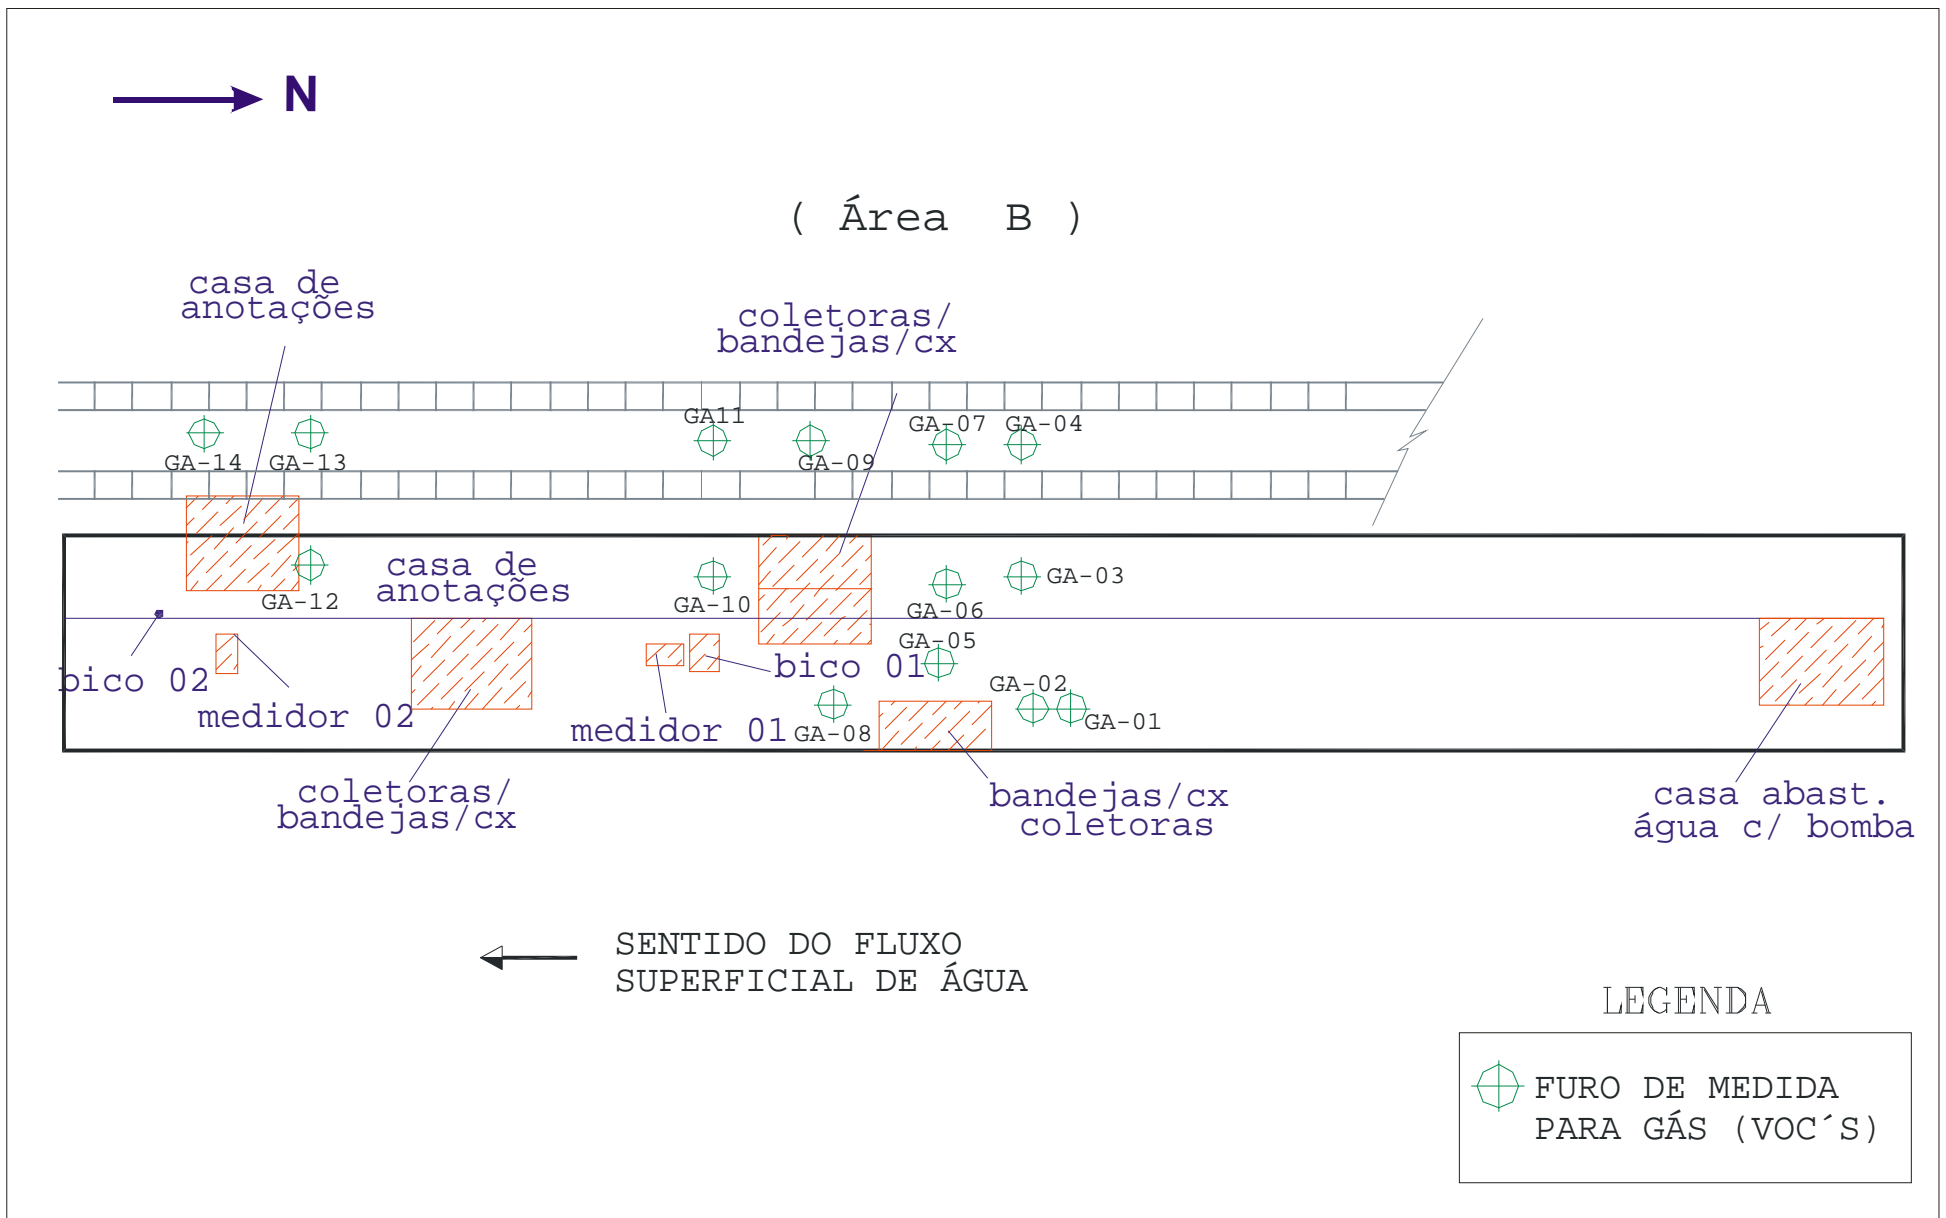 N
( Área B )
casa de
anotações
coletoras/
bandejas/cx
GA11
GA-07
GA-04
GA-14
GA-13
GA-09
casa de
anotações
GA-03
GA-12
GA-10
GA-06
GA-05
bico 01
bico 02
GA-02
medidor 02
medidor 01
GA-08
GA-01
coletoras/
bandejas/cx
bandejas/cx
coletoras
casa abast.
água c/ bomba
SENTIDO DO FLUXO
SUPERFICIAL DE ÁGUA
LEGENDA
FURO DE MEDIDA
PARA GÁS (VOC´S)